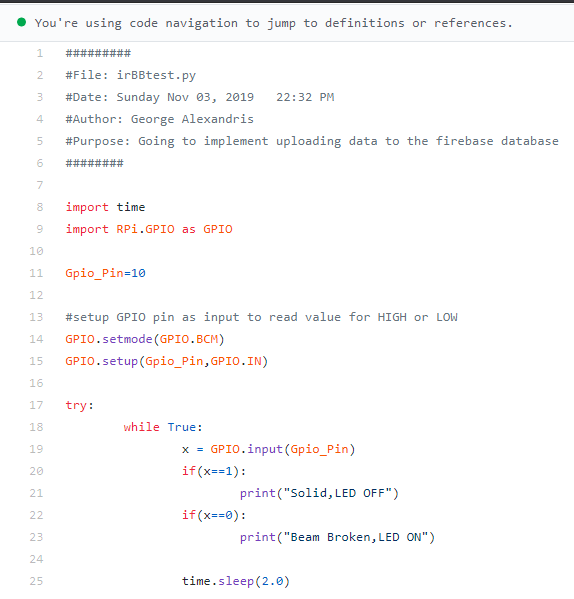 You're using code navigation to jump to definitions or references.
1 #########
2 #File: irBBtest.py
3 #Date: Sunday Nov 03, 2019   22:32 PM
4 #Author: George Alexandris
5 #Purpose: Going to implement uploading data to the firebase database
6 ########
7
8 import time
9 import RPi.GPIO as GPIO
10
11 Gpio_Pin=10
12
13 #setup GPIO pin as input to read value for HIGH or LOW
14 GPIO.setmode(GPIO.BCM)
15 GPIO.setup(Gpio_Pin,GPIO.IN)
16
17 try:
18         while True:
19                 x = GPIO.input(Gpio_Pin)
20                 if(x==1):
21                         print("Solid,LED OFF")
22                 if(x==0):
23                         print("Beam Broken,LED ON")
24
25                 time.sleep(2.0)